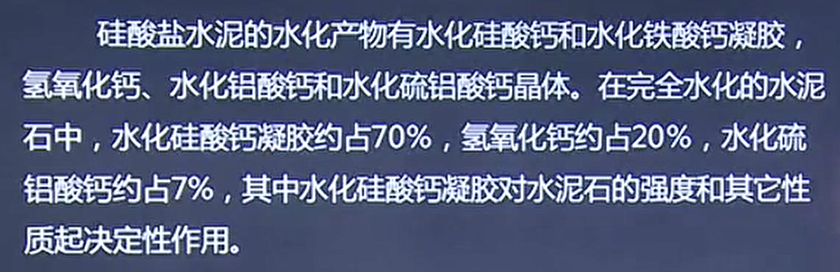 硅酸盐水泥的水化产物有水化硅酸钙和水化铁酸钙凝胶，
氢氧化钙、水化铝酸钙和水化硫铝酸钙晶体。在完全水化的水泥
石中，水化硅酸钙凝胶约占70%，氢氧化钙约占20%，水化硫
铝酸钙约占7%，其中水化硅酸钙凝胶对水泥石的强度和其它性
质起决定性作用。